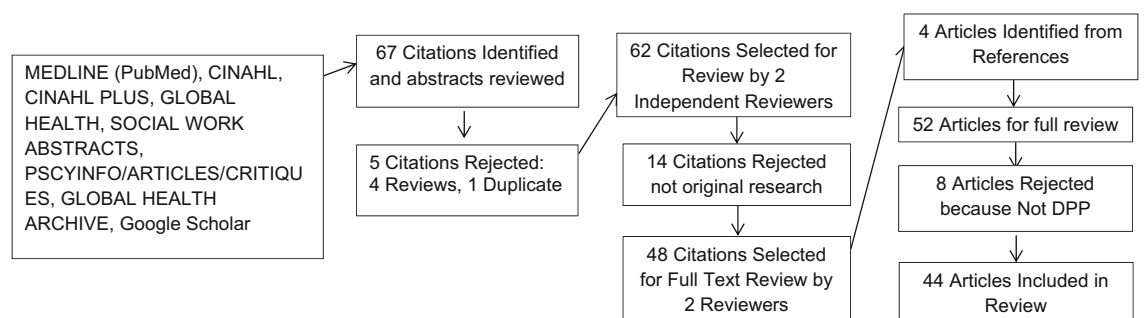 MEDLINE (PubMed), CINAHL,
CINAHL PLUS, GLOBAL
HEALTH, SOCIAL WORK
ABSTRACTS,
PSCYINFO/ARTICLES/CRITIQU
ES, GLOBAL HEALTH
ARCHIVE, Google Scholar
67 Citations Identified
and abstracts reviewed
5 Citations Rejected:
4 Reviews, 1 Duplicate
62 Citations Selected for
Review by 2
Independent Reviewers
14 Citations Rejected
not original research
48 Citations Selected
for Full Text Review by
2 Reviewers
4 Articles Identified from
References
52 Articles for full review
8 Articles Rejected
because Not DPP
44 Articles Included in
Review